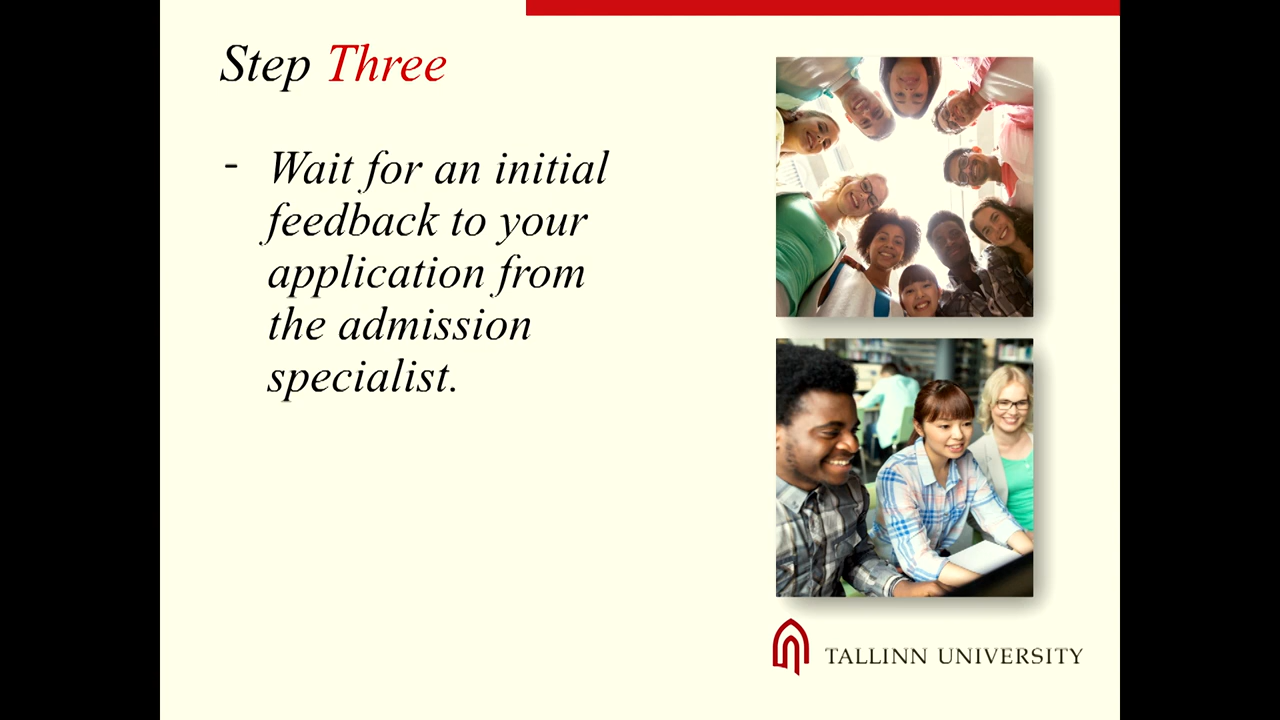 Step Three
- Wait for an initial
feedback to your
application from
the admission
specialist.
TALLINN UNIVERSITY